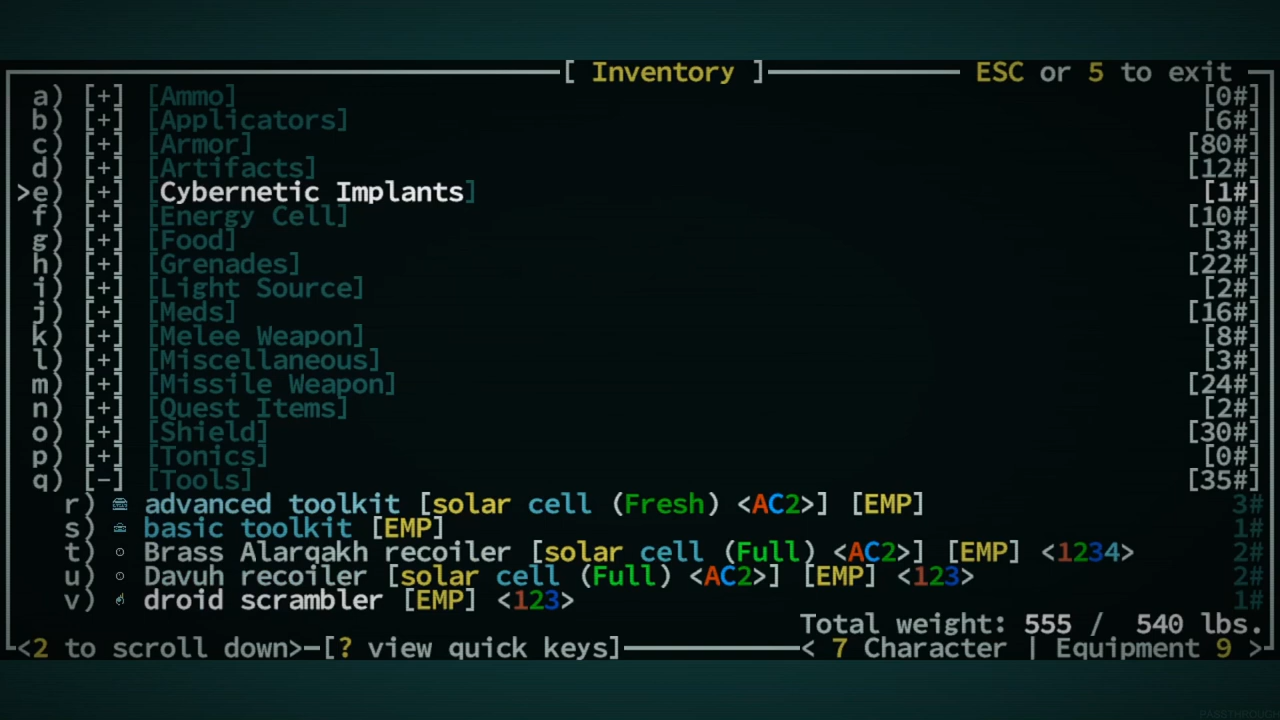 [ Inventory ] ESC or 5 to exit
a) [+] [Ammo] [0#]
b) [+] [Applicators] [6#]
c) [+] [Armor] [80#]
d) [+] [Artifacts] [12#]
>e) [+] [Cybernetic Implants] [1#]
f) [+] [Energy Cell] [10#]
g) [+] [Food] [3#]
h) [+] [Grenades] [22#]
i) [+] [Light Source] [2#]
j) [+] [Meds] [16#]
k) [+] [Melee Weapon] [8#]
l) [+] [Miscellaneous] [3#]
m) [+] [Missile Weapon] [24#]
n) [+] [Quest Items] [2#]
o) [+] [Shield] [30#]
p) [+] [Tonics] [0#]
q) [-] [Tools] [35#]
r) advanced toolkit [solar cell (Fresh) <AC2>] [EMP] 3#
s) basic toolkit [EMP] 1#
t) Brass Alarqakh recoiler [solar cell (Full) <AC2>] [EMP] <1234> 2#
u) Davuh recoiler [solar cell (Full) <AC2>] [EMP] <123> 2#
v) droid scrambler [EMP] <123> 1#
Total weight: 555 / 540 lbs.
<2 to scroll down> [? view quick keys] < 7 Character | Equipment 9 >